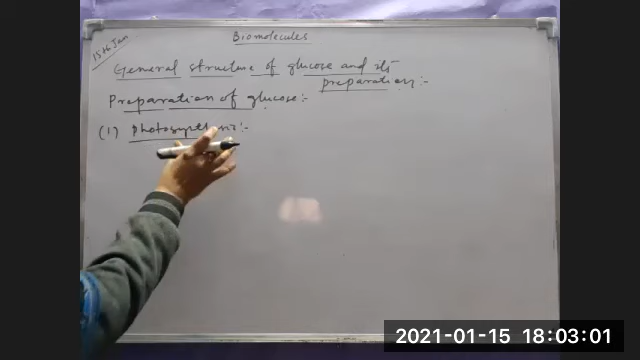 15th Jan
Biomolecules
General structure of glucose and its
preparation:-
Preparation of glucose:-
(1) Photosynthesis:-
2021-01-15 18:03:01